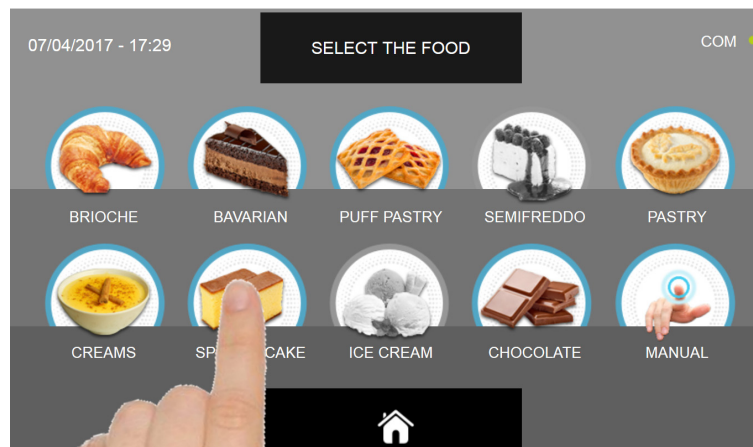 07/04/2017 - 17:29
SELECT THE FOOD
COM
BRIOCHE
BAVARIAN
PUFF PASTRY
SEMIFREDDO
PASTRY
CREAMS
CAKE
ICE CREAM
CHOCOLATE
MANUAL